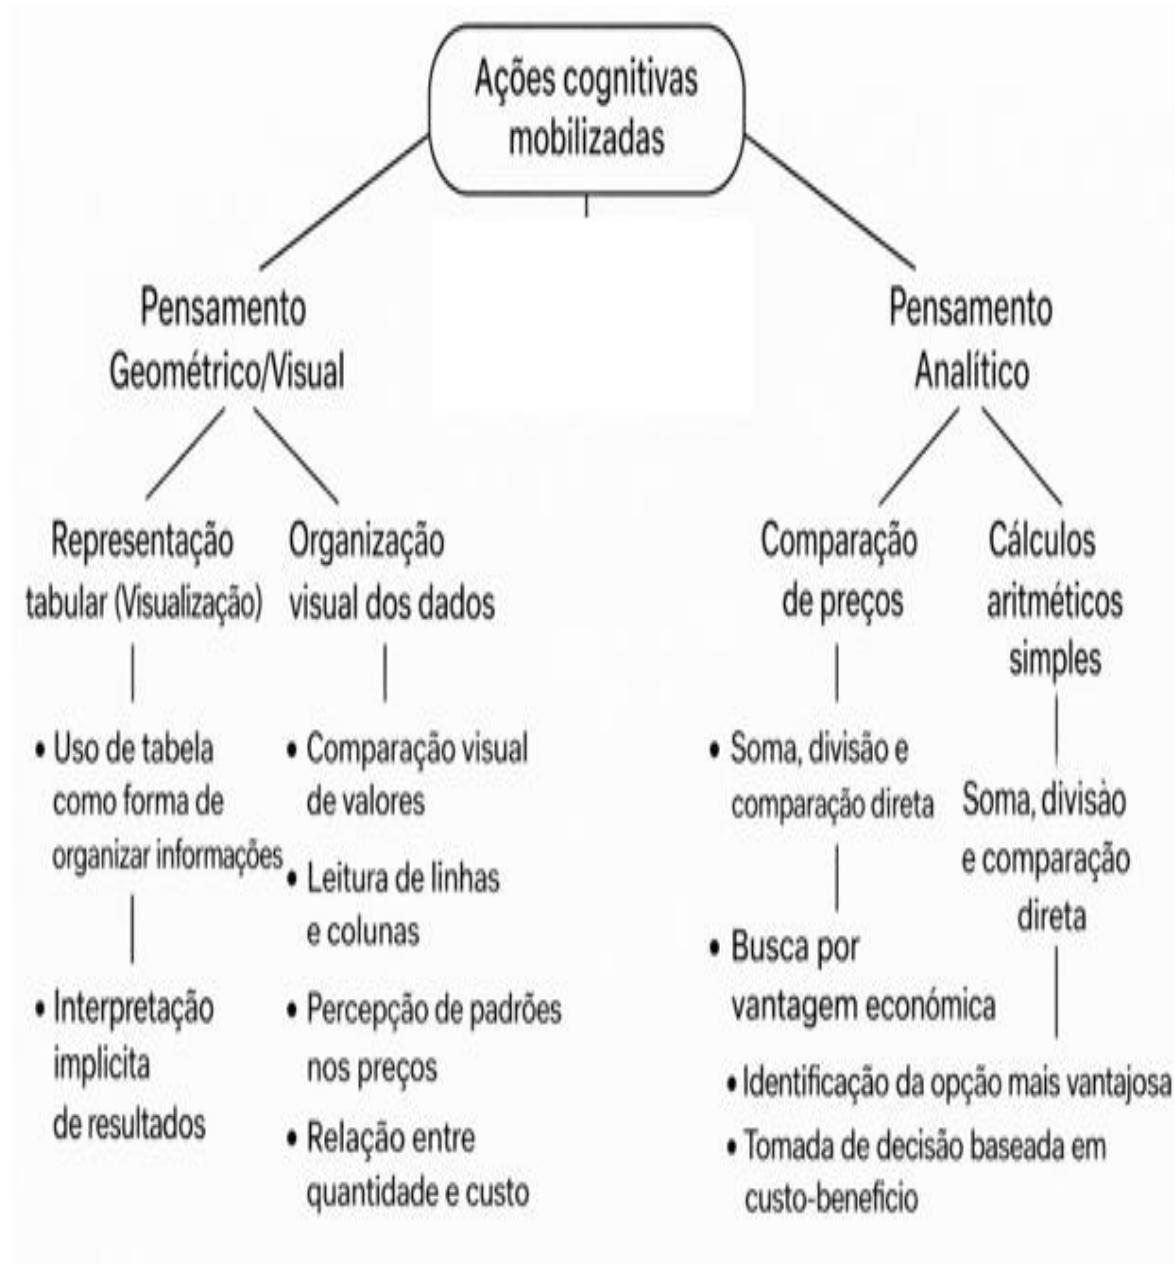 Ações cognitivas
mobilizadas
Pensamento
Geométrico/Visual
Representação
tabular (Visualização)
• Uso de tabela
como forma de
organizar informações
• Interpretação
implicita
de resultados
Organização
visual dos dados
• Comparação visual
de valores
• Leitura de linhas
e colunas
• Percepção de padrões
nos preços
• Relação entre
quantidade e custo
Pensamento
Analítico
Comparação
de preços
• Soma, divisão e
comparação direta
• Busca por
vantagem económica
Cálculos
aritméticos
simples
Soma, divisào
e comparação
direta
• Identificação da opção mais vantajosa
• Tomada de decisão baseada em
custo-benefício